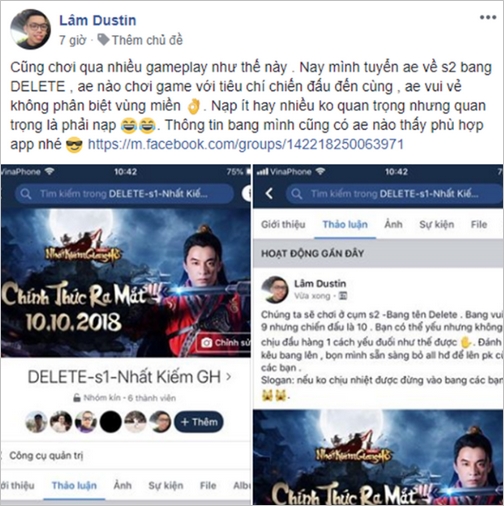 Lâm Dustin
7 giờ · Thêm chủ đề
Cũng chơi qua nhiều gameplay như thế này . Nay mình tuyển ae về s2 bang
DELETE , ae nào chơi game với tiêu chí chiến đấu đến cùng , ae vui vẻ
không phân biệt vùng miền 👌. Nạp ít hay nhiều ko quan trọng nhưng quan
trọng là phải nạp 😂😂. Thông tin bang mình cũng có ae nào thấy phù hợp
app nhé 😎 https://m.facebook.com/groups/142218250063971
VinaPhone 10:42 75%
Tìm kiếm trong DELETE-s1-Nhất Kiế...
Nhất Kiếm Giang Hồ
Chính Thức Ra Mắt
10.10.2018
Chỉnh sử
DELETE-s1-Nhất Kiếm GH >
Nhóm kín · 6 thành viên
+ Thêm
Công cụ quản trị
ới thiệu Thảo luận Ảnh Sự kiện File Albu
VinaPhone 10:42
Tìm kiếm trong DELETE-s1-Nhất Kiế
Giới thiệu Thảo luận Ảnh Sự kiện File
HOẠT ĐỘNG GẦN ĐÂY
Lâm Dustin
Vừa xong ·
Chúng ta sẽ chơi ở cụm s2 -Bang tên Delete . Bang vui
9 nhưng chiến đấu là 10 . Bạn có thể yếu nhưng không
chịu đấu hàng 1 cách yếu đuối như thế được ✋. Đánh
kêu bang lên , bọn mình sẵn sàng bỏ all hđ để lên pk c
các bạn .
Slogan: nếu ko chịu nhiệt được đừng vào bang các bạn
😹😹.
Nhất Kiếm Giang Hồ
Chính Thức Ra Mắt